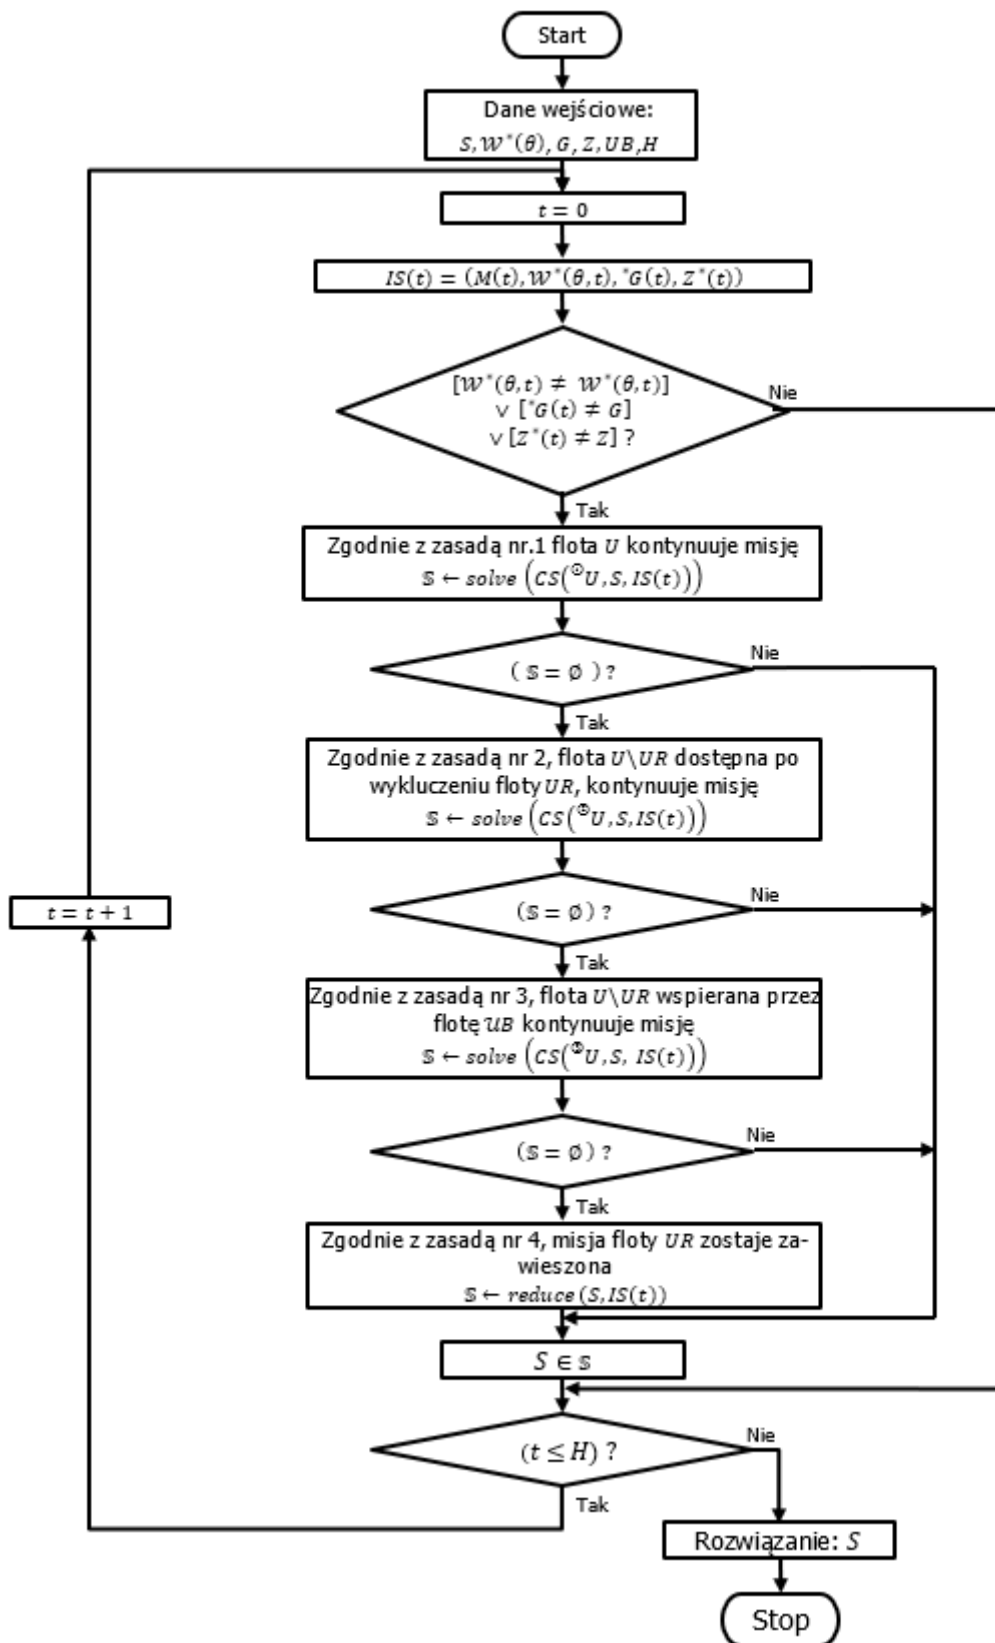 Start
Dane wejściowe:
S, 𝒲*(θ), G, Z, UB, H
t = 0
IS(t) = (M(t), 𝒲*(θ, t), *G(t), Z*(t))
[𝒲*(θ, t) ≠ 𝒲*(θ, t)]
∨ [*G(t) ≠ G]
∨ [Z*(t) ≠ Z] ?
Nie
Tak
Zgodnie z zasadą nr.1 flota U kontynuuje misję
𝕊 ← solve (CS(①U, S, IS(t)))
( 𝕊 = ∅ ) ?
Nie
Tak
Zgodnie z zasadą nr 2, flota U\UR dostępna po
wykluczeniu floty UR, kontynuuje misję
𝕊 ← solve (CS(②U, S, IS(t)))
t = t + 1
(𝕊 = ∅) ?
Nie
Tak
Zgodnie z zasadą nr 3, flota U\UR wspierana przez
flotę 𝒰B kontynuuje misję
𝕊 ← solve (CS(③U, S, IS(t)))
(𝕊 = ∅) ?
Nie
Tak
Zgodnie z zasadą nr 4, misja floty UR zostaje za-
wieszona
𝕊 ← reduce (S, IS(t))
S ∈ 𝕊
(t ≤ H) ?
Nie
Tak
Rozwiązanie: S
Stop